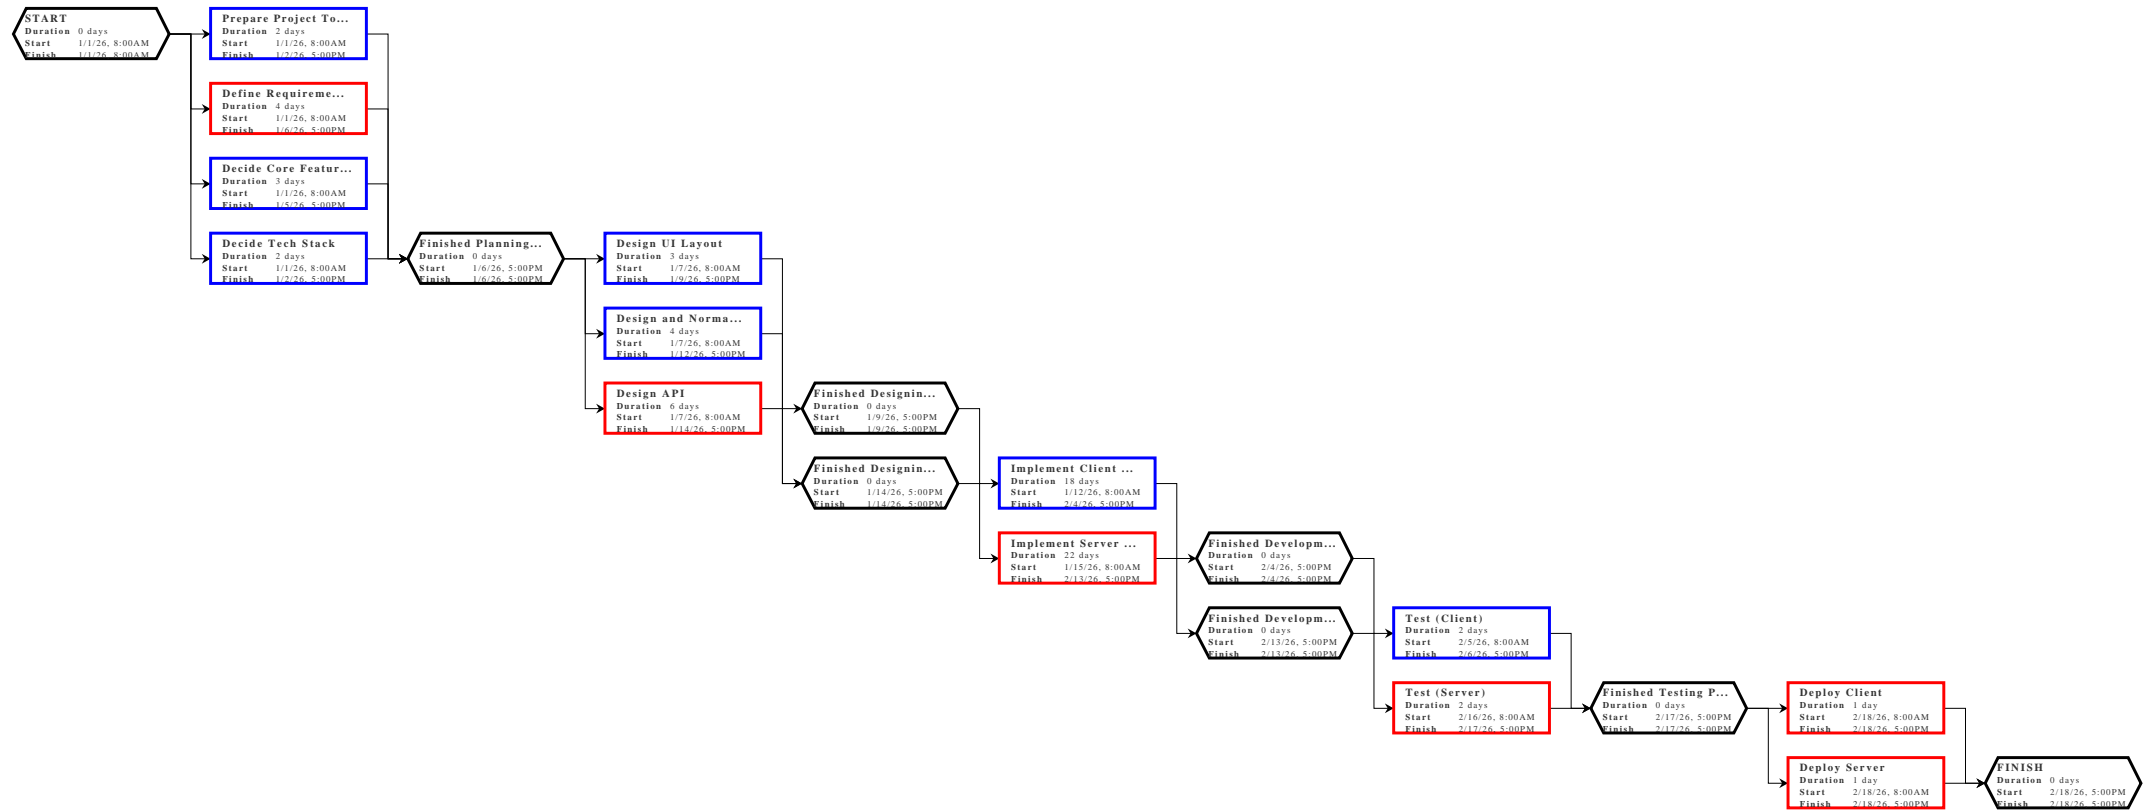 START
Duration 0 days
Start 1/1/26, 8:00AM
Finish 1/1/26, 8:00AM
Prepare Project To...
Duration 2 days
Start 1/1/26, 8:00AM
Finish 1/2/26, 5:00PM
Define Requireme...
Duration 4 days
Start 1/1/26, 8:00AM
Finish 1/6/26, 5:00PM
Decide Core Featur...
Duration 3 days
Start 1/1/26, 8:00AM
Finish 1/5/26, 5:00PM
Decide Tech Stack
Duration 2 days
Start 1/1/26, 8:00AM
Finish 1/2/26, 5:00PM
Finished Planning...
Duration 0 days
Start 1/6/26, 5:00PM
Finish 1/6/26, 5:00PM
Design UI Layout
Duration 3 days
Start 1/7/26, 8:00AM
Finish 1/9/26, 5:00PM
Design and Norma...
Duration 4 days
Start 1/7/26, 8:00AM
Finish 1/12/26, 5:00PM
Design API
Duration 6 days
Start 1/7/26, 8:00AM
Finish 1/14/26, 5:00PM
Finished Designin...
Duration 0 days
Start 1/9/26, 5:00PM
Finish 1/9/26, 5:00PM
Finished Designin...
Duration 0 days
Start 1/14/26, 5:00PM
Finish 1/14/26, 5:00PM
Implement Client ...
Duration 18 days
Start 1/12/26, 8:00AM
Finish 2/4/26, 5:00PM
Implement Server ...
Duration 22 days
Start 1/15/26, 8:00AM
Finish 2/13/26, 5:00PM
Finished Developm...
Duration 0 days
Start 2/4/26, 5:00PM
Finish 2/4/26, 5:00PM
Finished Developm...
Duration 0 days
Start 2/13/26, 5:00PM
Finish 2/13/26, 5:00PM
Test (Client)
Duration 2 days
Start 2/5/26, 8:00AM
Finish 2/6/26, 5:00PM
Test (Server)
Duration 2 days
Start 2/16/26, 8:00AM
Finish 2/17/26, 5:00PM
Finished Testing P...
Duration 0 days
Start 2/17/26, 5:00PM
Finish 2/17/26, 5:00PM
Deploy Client
Duration 1 day
Start 2/18/26, 8:00AM
Finish 2/18/26, 5:00PM
Deploy Server
Duration 1 day
Start 2/18/26, 8:00AM
Finish 2/18/26, 5:00PM
FINISH
Duration 0 days
Start 2/18/26, 5:00PM
Finish 2/18/26, 5:00PM